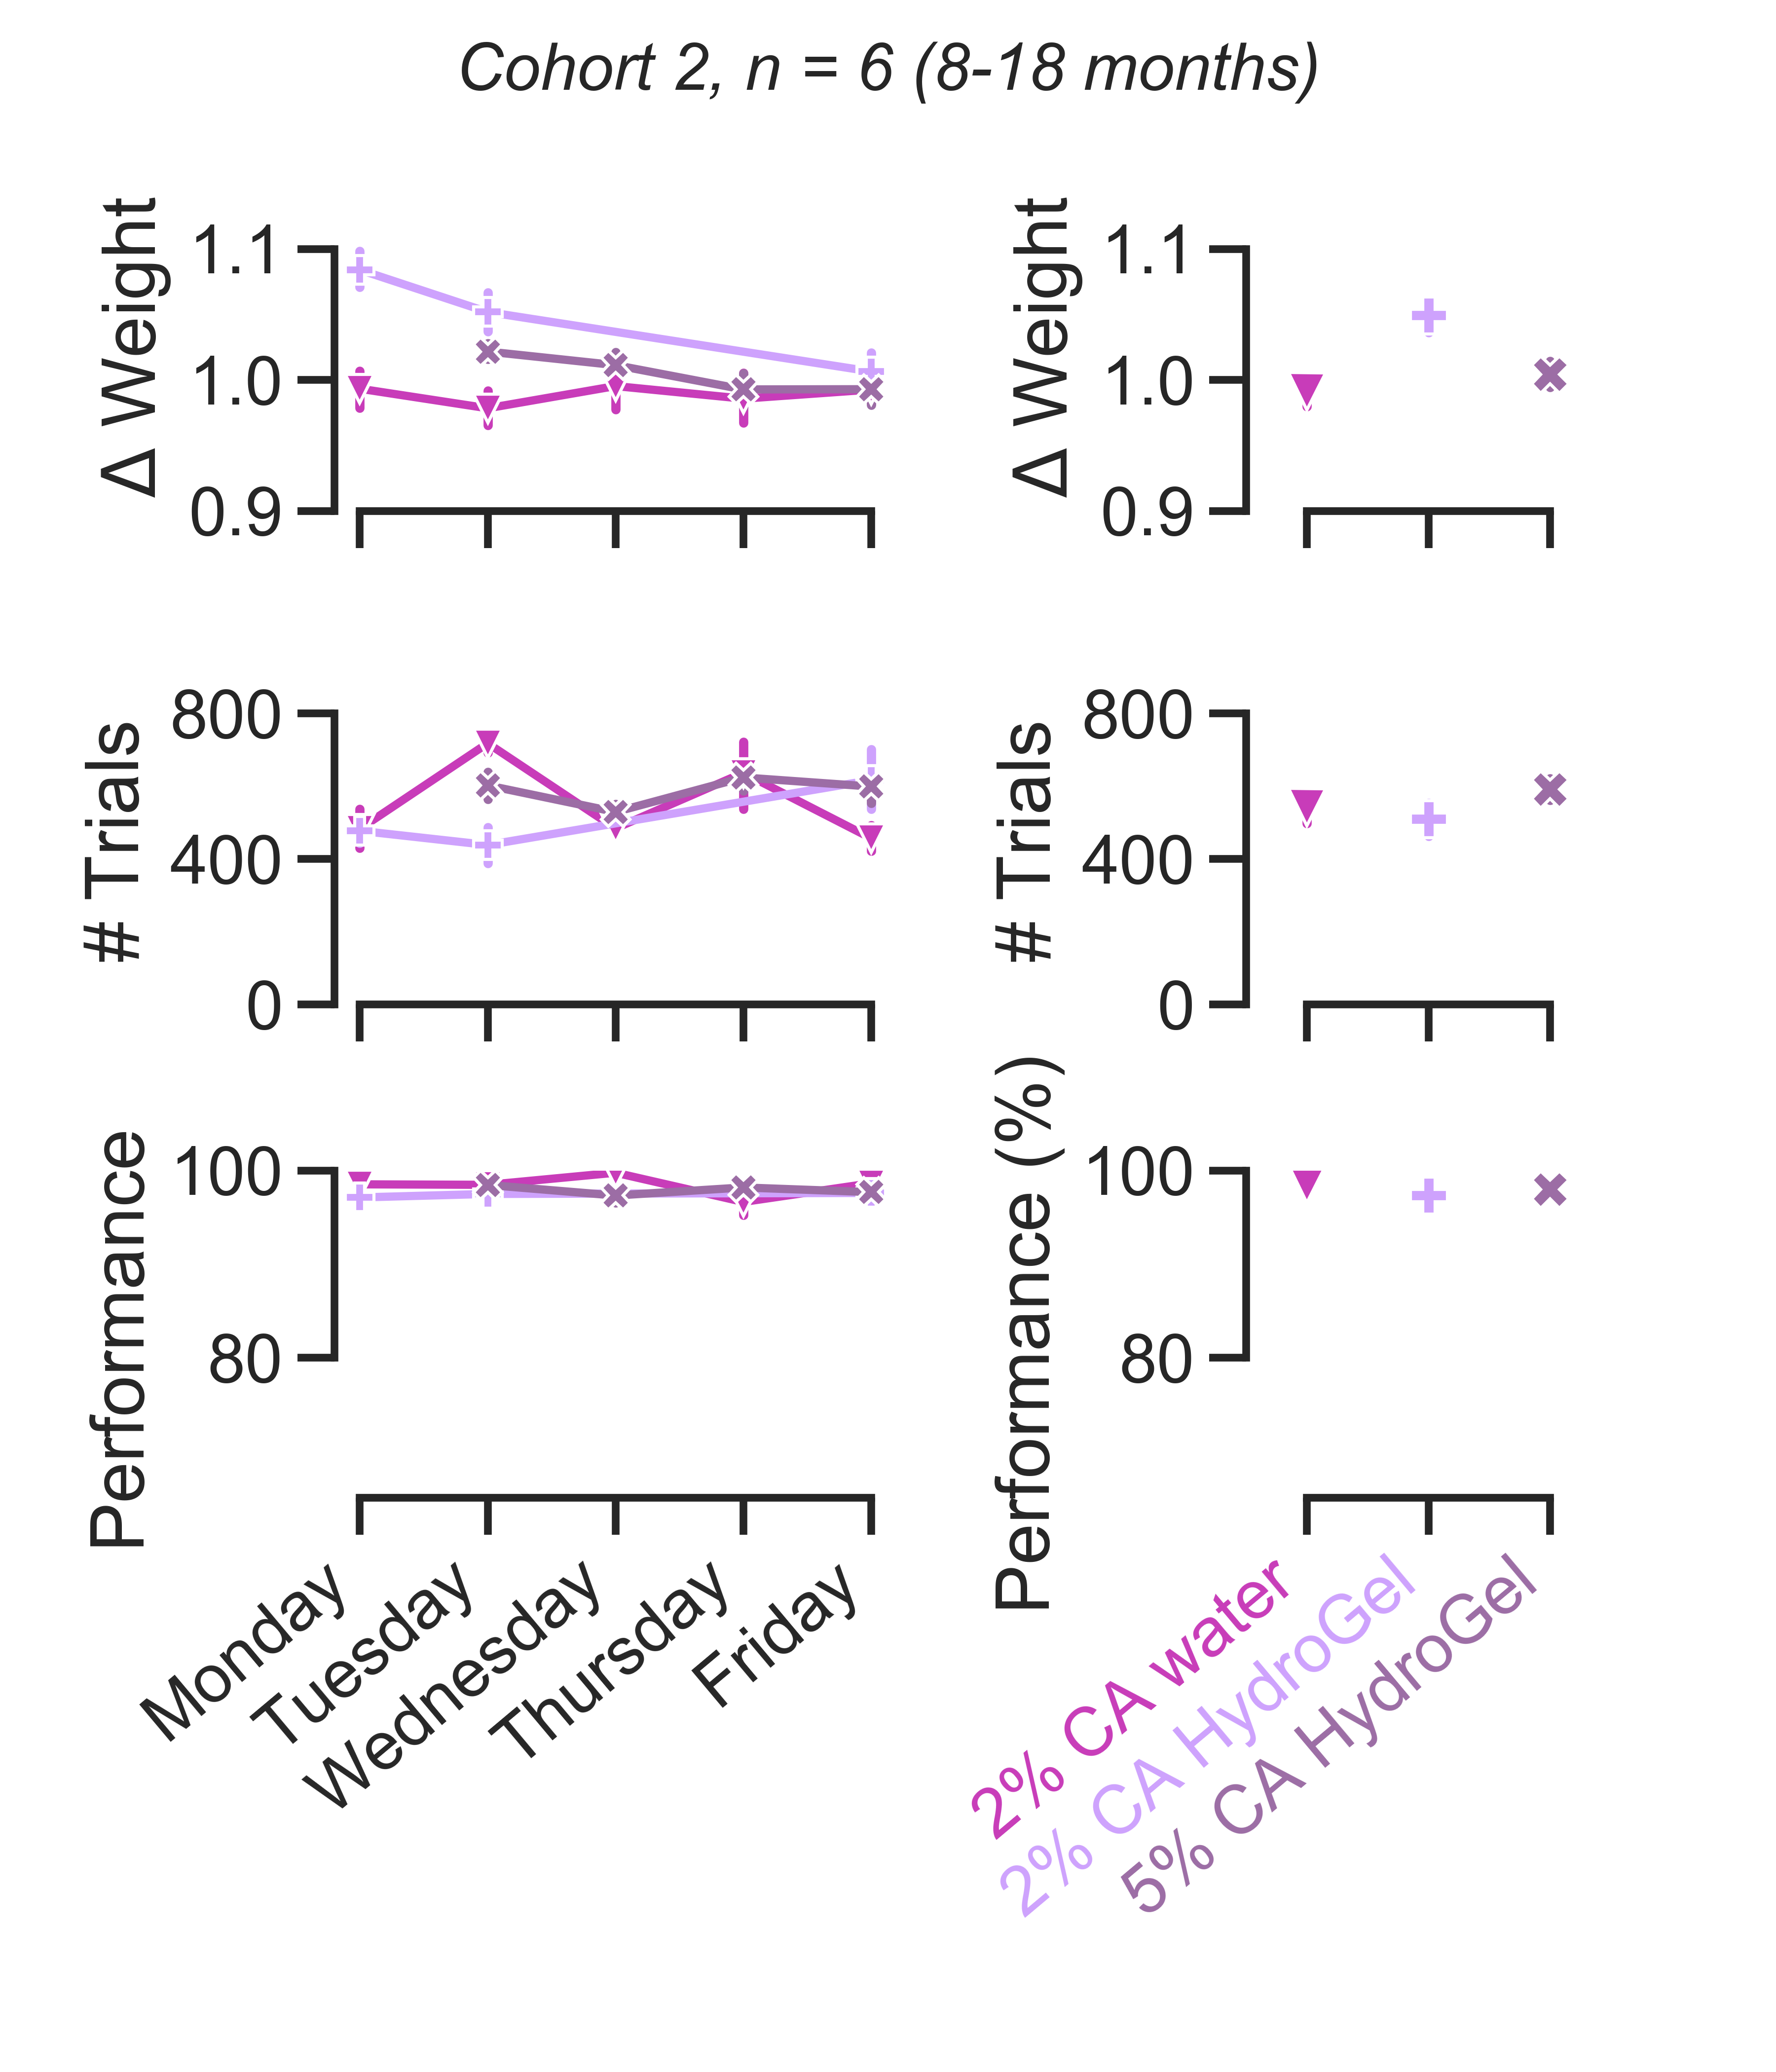 Cohort 2, n = 6 (8-18 months)
Δ Weight
1.1
1.0
0.9
Δ Weight
1.1
1.0
0.9
# Trials
800
400
0
# Trials
800
400
0
Performance
100
80
Performance (%)
100
80
Monday
Tuesday
Wednesday
Thursday
Friday
2% CA water
2% CA HydroGel
5% CA HydroGel